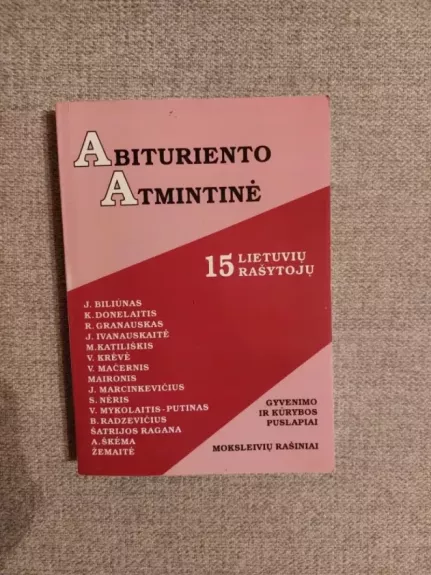 ABITURIENTO
ATMINTINĖ
15 LIETUVIŲ
RAŠYTOJŲ
J. BILIŪNAS
K. DONELAITIS
R. GRANAUSKAS
J. IVANAUSKAITĖ
M.KATILIŠKIS
V. KRĖVĖ
V. MAČERNIS
MAIRONIS
J. MARCINKEVIČIUS
S. NĖRIS
V. MYKOLAITIS-PUTINAS
B. RADZEVIČIUS
ŠATRIJOS RAGANA
A. ŠKĖMA
ŽEMAITĖ
GYVENIMO
IR KŪRYBOS
PUSLAPIAI
MOKSLEIVIŲ RAŠINIAI